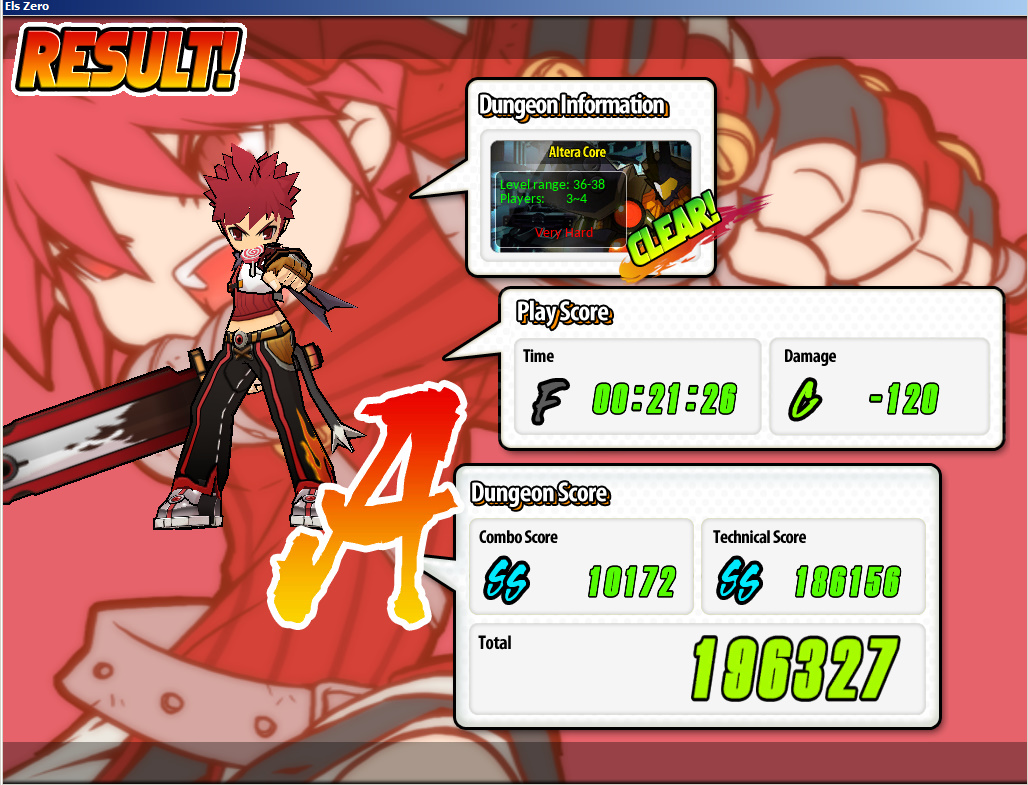 Els Zero
RESULT!
Dungeon Information
Altera Core
Level range: 36-38
Players: 3~4
Very Hard
CLEAR!
Play Score
Time
F 00:21:26
Damage
C -120
A
Dungeon Score
Combo Score
SS 10172
Technical Score
SS 186156
Total
196327